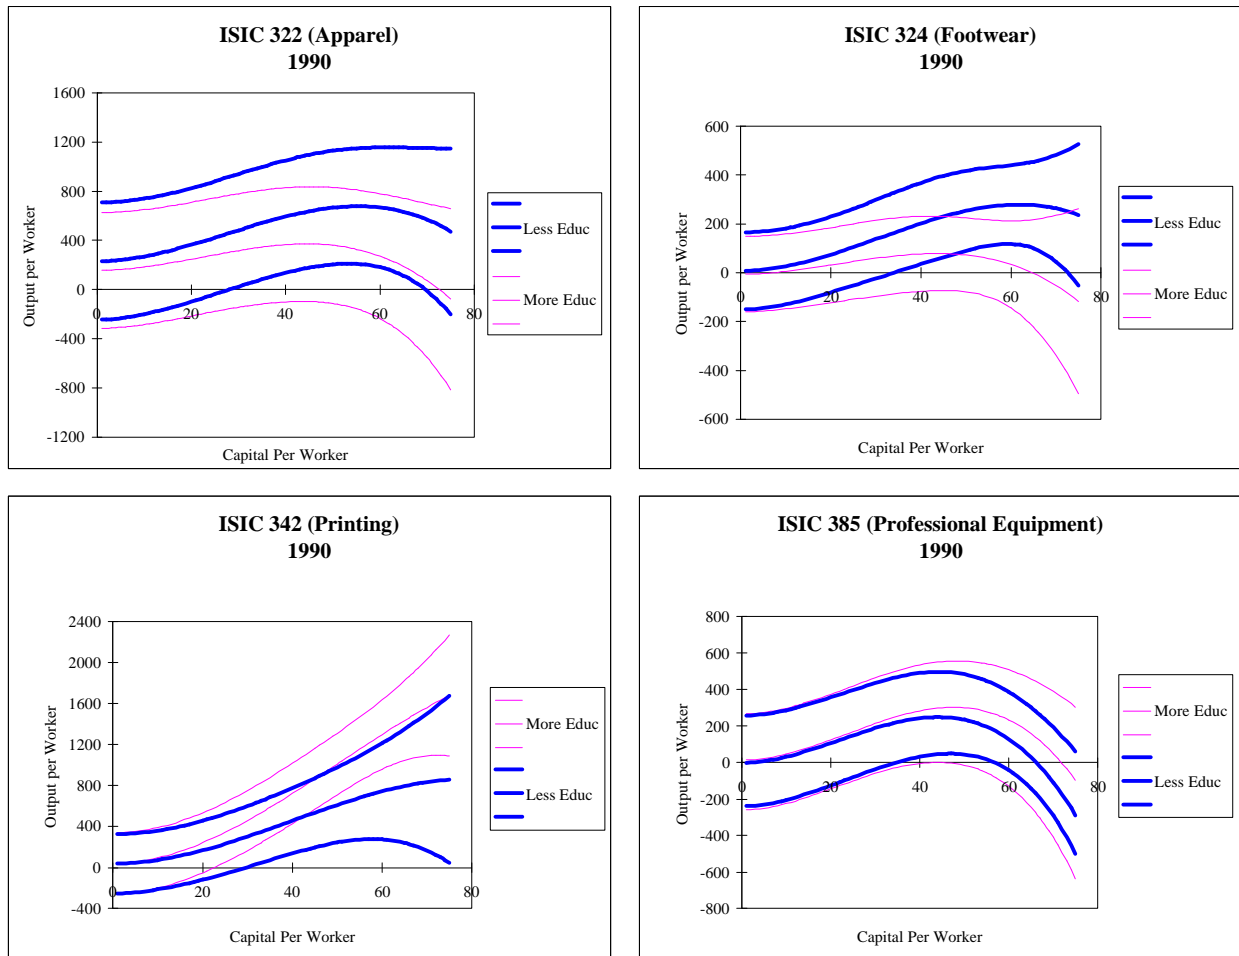 ISIC 322 (Apparel)
1990
Output per Worker
1600
1200
800
400
0
-400
-800
-1200
0
20
40
60
80
Capital Per Worker
Less Educ
More Educ
ISIC 324 (Footwear)
1990
Output per Worker
600
400
200
0
-200
-400
-600
0
20
40
60
80
Capital Per Worker
Less Educ
More Educ
ISIC 342 (Printing)
1990
Output per Worker
2400
2000
1600
1200
800
400
0
-400
0
20
40
60
80
Capital Per Worker
More Educ
Less Educ
ISIC 385 (Professional Equipment)
1990
Output per Worker
800
600
400
200
0
-200
-400
-600
-800
0
20
40
60
80
Capital Per Worker
More Educ
Less Educ